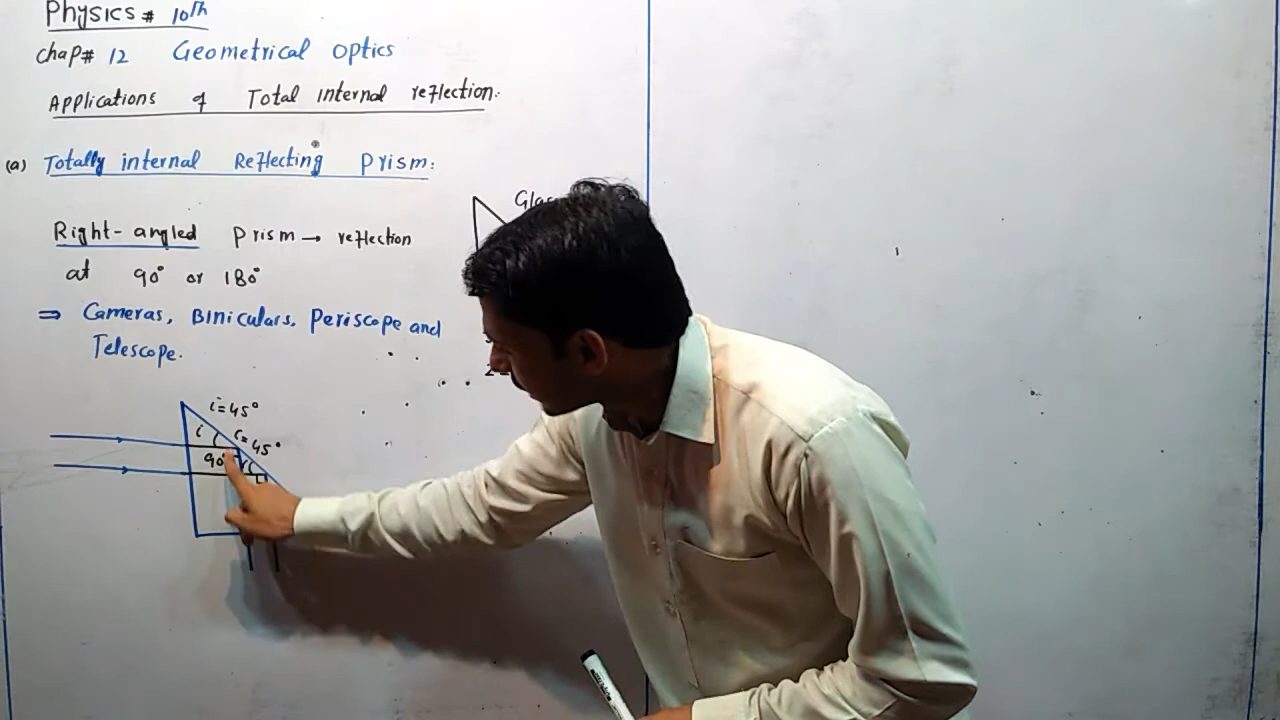 Physics # 10th
Chap# 12 Geometrical optics
Applications of Total internal reflection.
(a) Totally internal Reflecting Prism:
Right-angled Prism → reflection
at 90° or 180°
⇒ Cameras, Biniculars, Periscope and
Telescope.
i=45°
i
90°